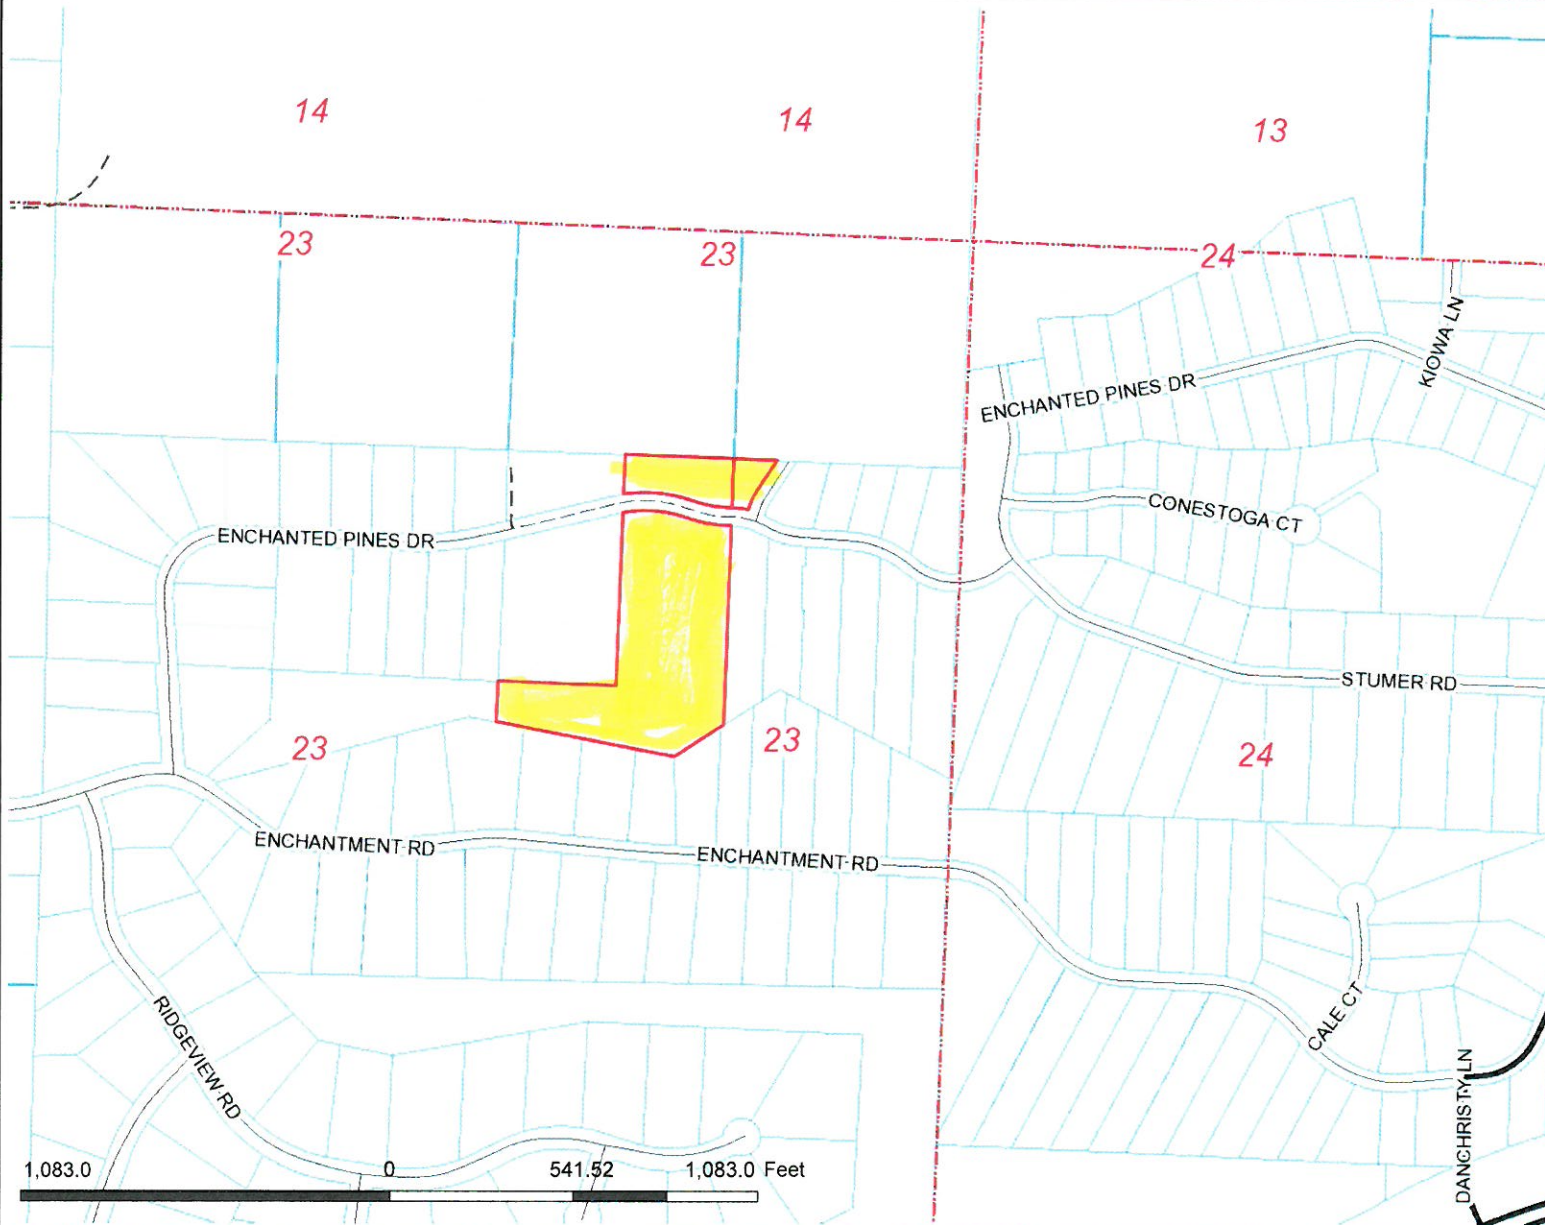 14
14
13
23
23
24
KIOWA LN
ENCHANTED PINES DR
CONESTOGA CT
ENCHANTED PINES DR
STUMER RD
23
23
24
ENCHANTMENT RD
ENCHANTMENT RD
RIDGEVIEW RD
CALE CT
DANCHRISTY LN
1,083.0 0 541.52 1,083.0 Feet